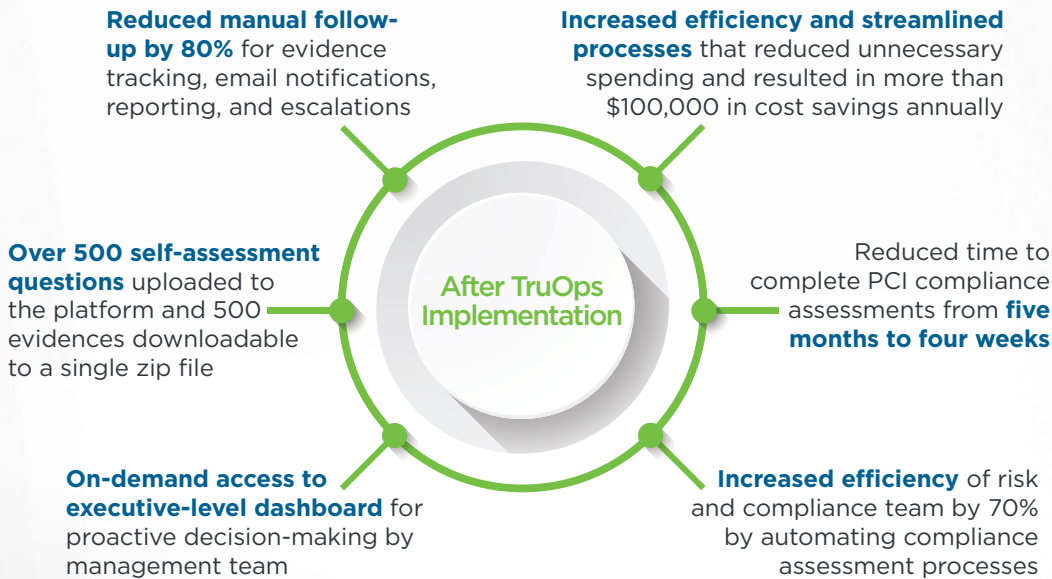 Reduced manual follow-
up by 80% for evidence
tracking, email notifications,
reporting, and escalations
Increased efficiency and streamlined
processes that reduced unnecessary
spending and resulted in more than
$100,000 in cost savings annually
Over 500 self-assessment
questions uploaded to
the platform and 500
evidences downloadable
to a single zip file
After TruOps
Implementation
Reduced time to
complete PCI compliance
assessments from five
months to four weeks
On-demand access to
executive-level dashboard for
proactive decision-making by
management team
Increased efficiency of risk
and compliance team by 70%
by automating compliance
assessment processes